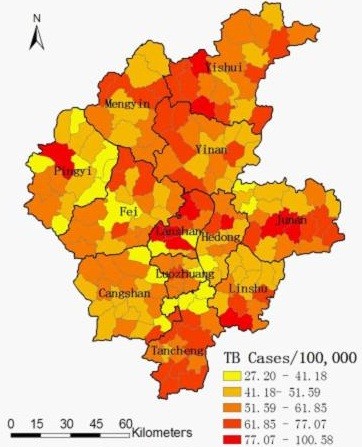 N
Yishui
Mengyin
Yinan
Pingyi
Fei
Junan
Lanshan
Hedong
Luozhuang
Linshu
Cangshan
Tancheng
TB Cases/100,000
27.20 - 41.18
41.18- 51.59
51.59 - 61.85
61.85 - 77.07
77.07 - 100.58
0 15 30 45 60
Kilometers